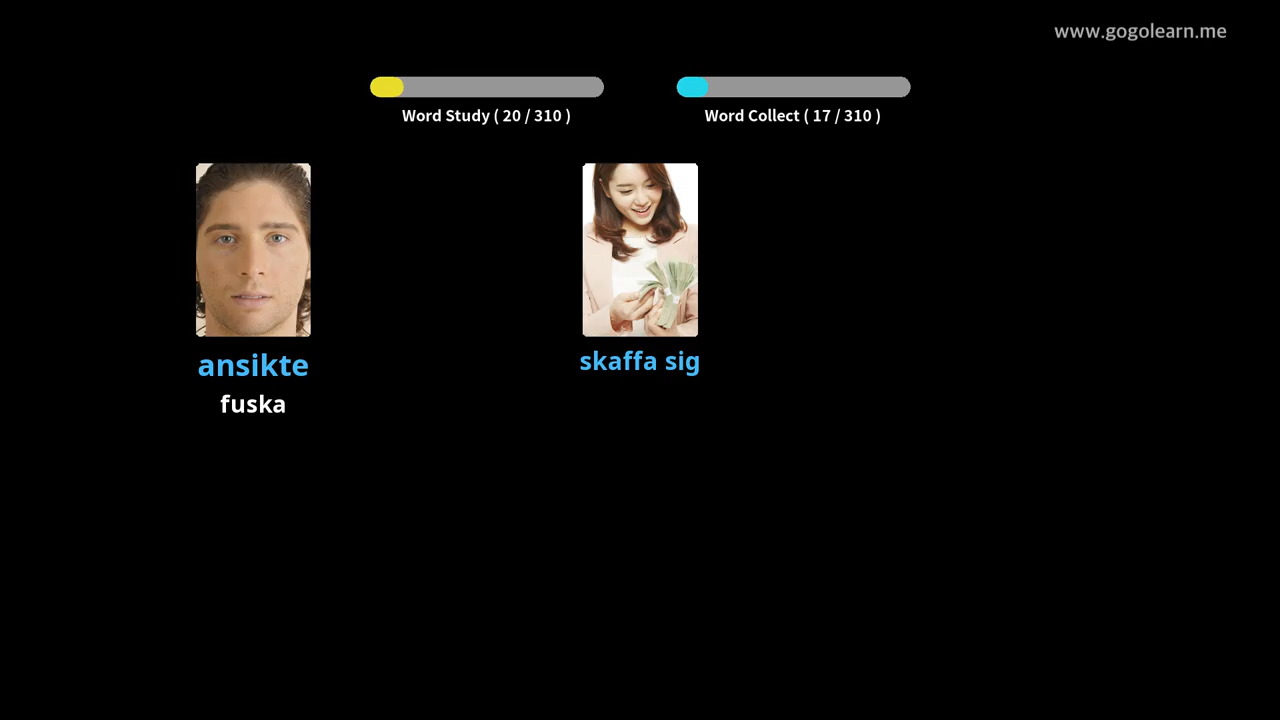 www.gogolearn.me
Word Study ( 20 / 310 )
Word Collect ( 17 / 310 )
ansikte
fuska
skaffa sig